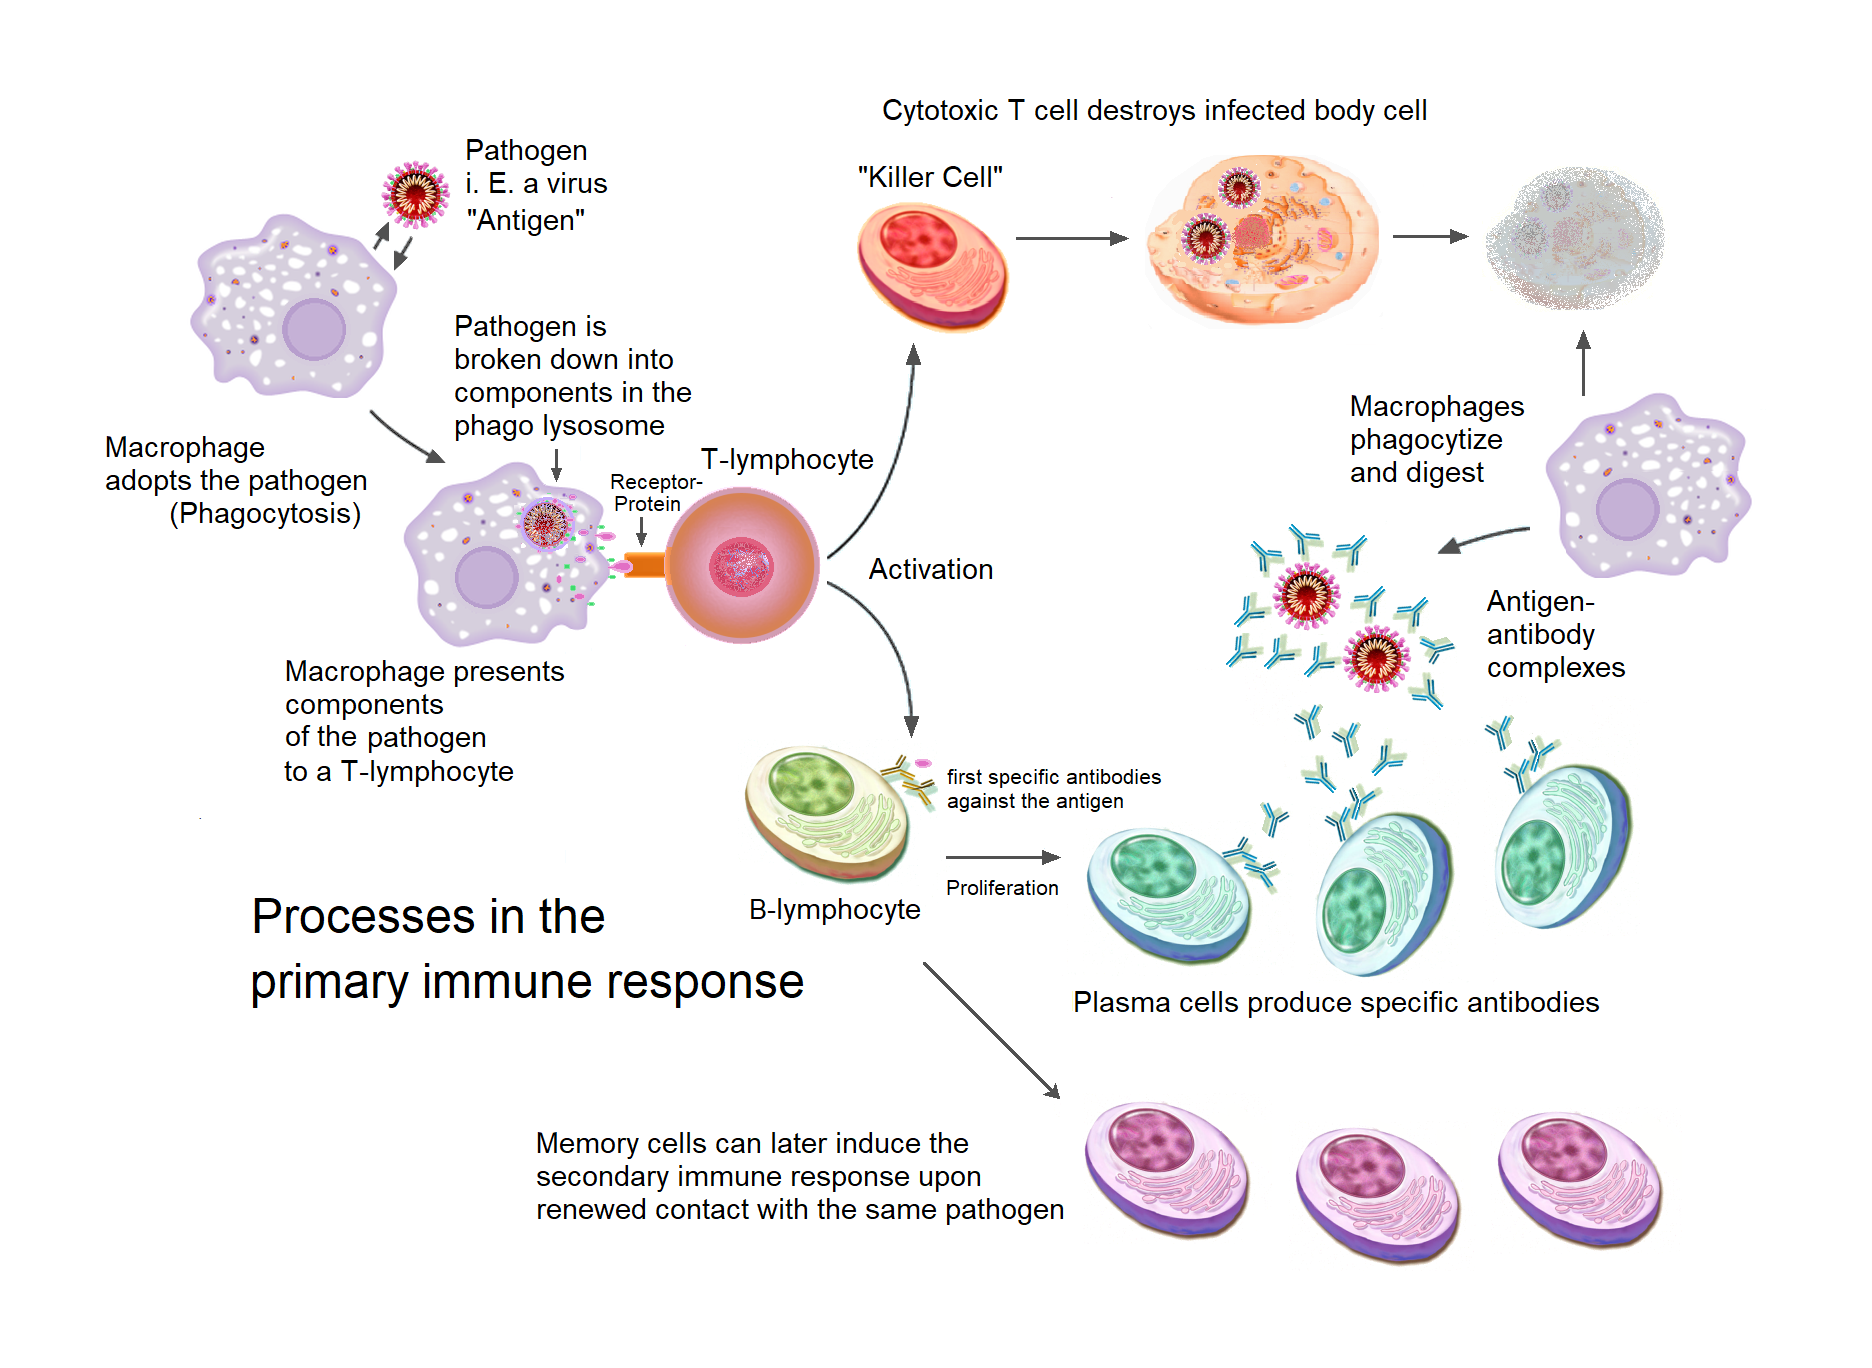 Cytotoxic T cell destroys infected body cell
Pathogen
i. E. a virus
"Antigen"
"Killer Cell"
Pathogen is
broken down into
components in the
phago lysosome
Macrophage
adopts the pathogen
(Phagocytosis)
Receptor-
Protein
T-lymphocyte
Macrophages
phagocytize
and digest
Activation
Antigen-
antibody
complexes
Macrophage presents
components
of the pathogen
to a T-lymphocyte
first specific antibodies
against the antigen
Proliferation
B-lymphocyte
Processes in the
primary immune response
Plasma cells produce specific antibodies
Memory cells can later induce the
secondary immune response upon
renewed contact with the same pathogen